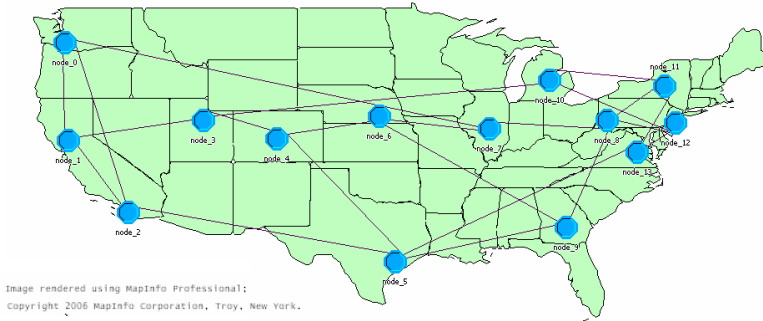 node_0
node_11
node_10
node_3
node_6
node_12
node_7
node_8
node_1
node_4
node_13
node_2
node_9
node_5
Image rendered using MapInfo Professional;
Copyright 2006 MapInfo Corporation, Troy, New York.